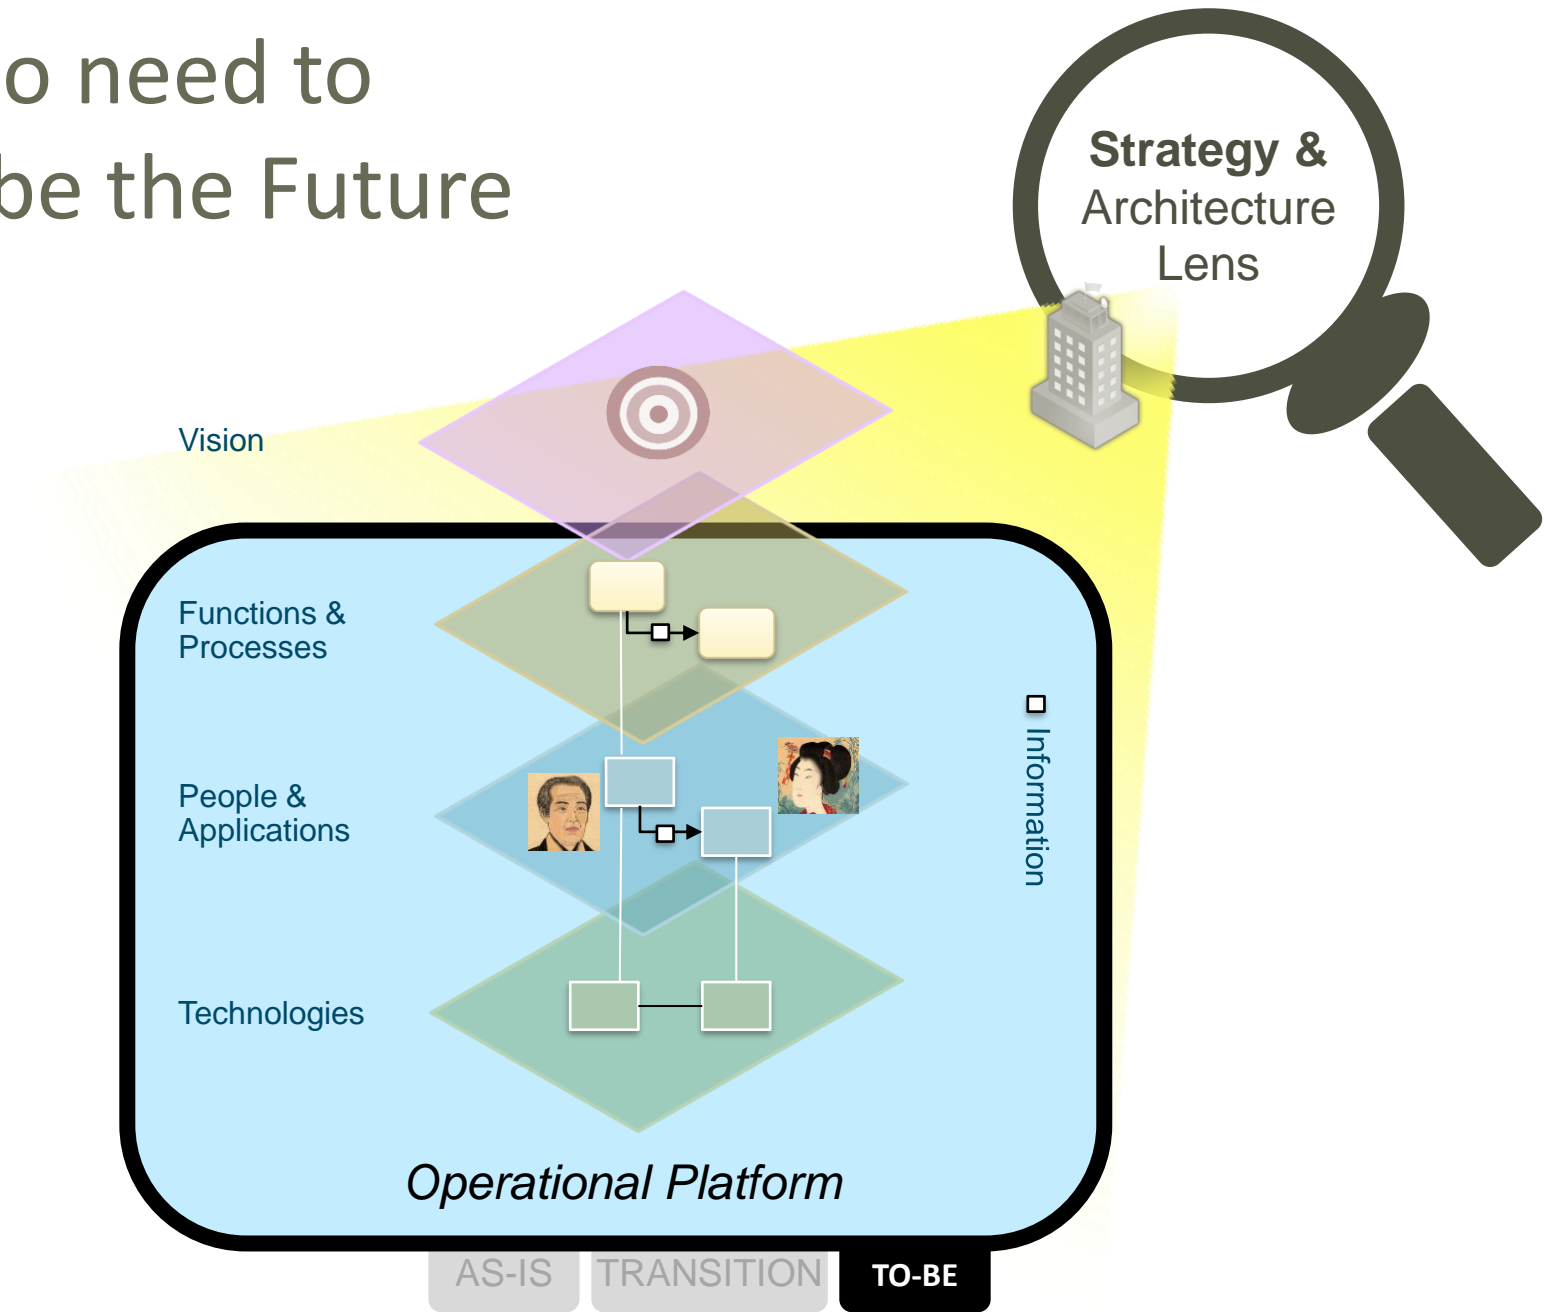 o need to
be the Future
Strategy &
Architecture
Lens
Vision
Functions &
Processes
People &
Applications
Technologies
Information
Operational Platform
AS-IS
TRANSITION
TO-BE